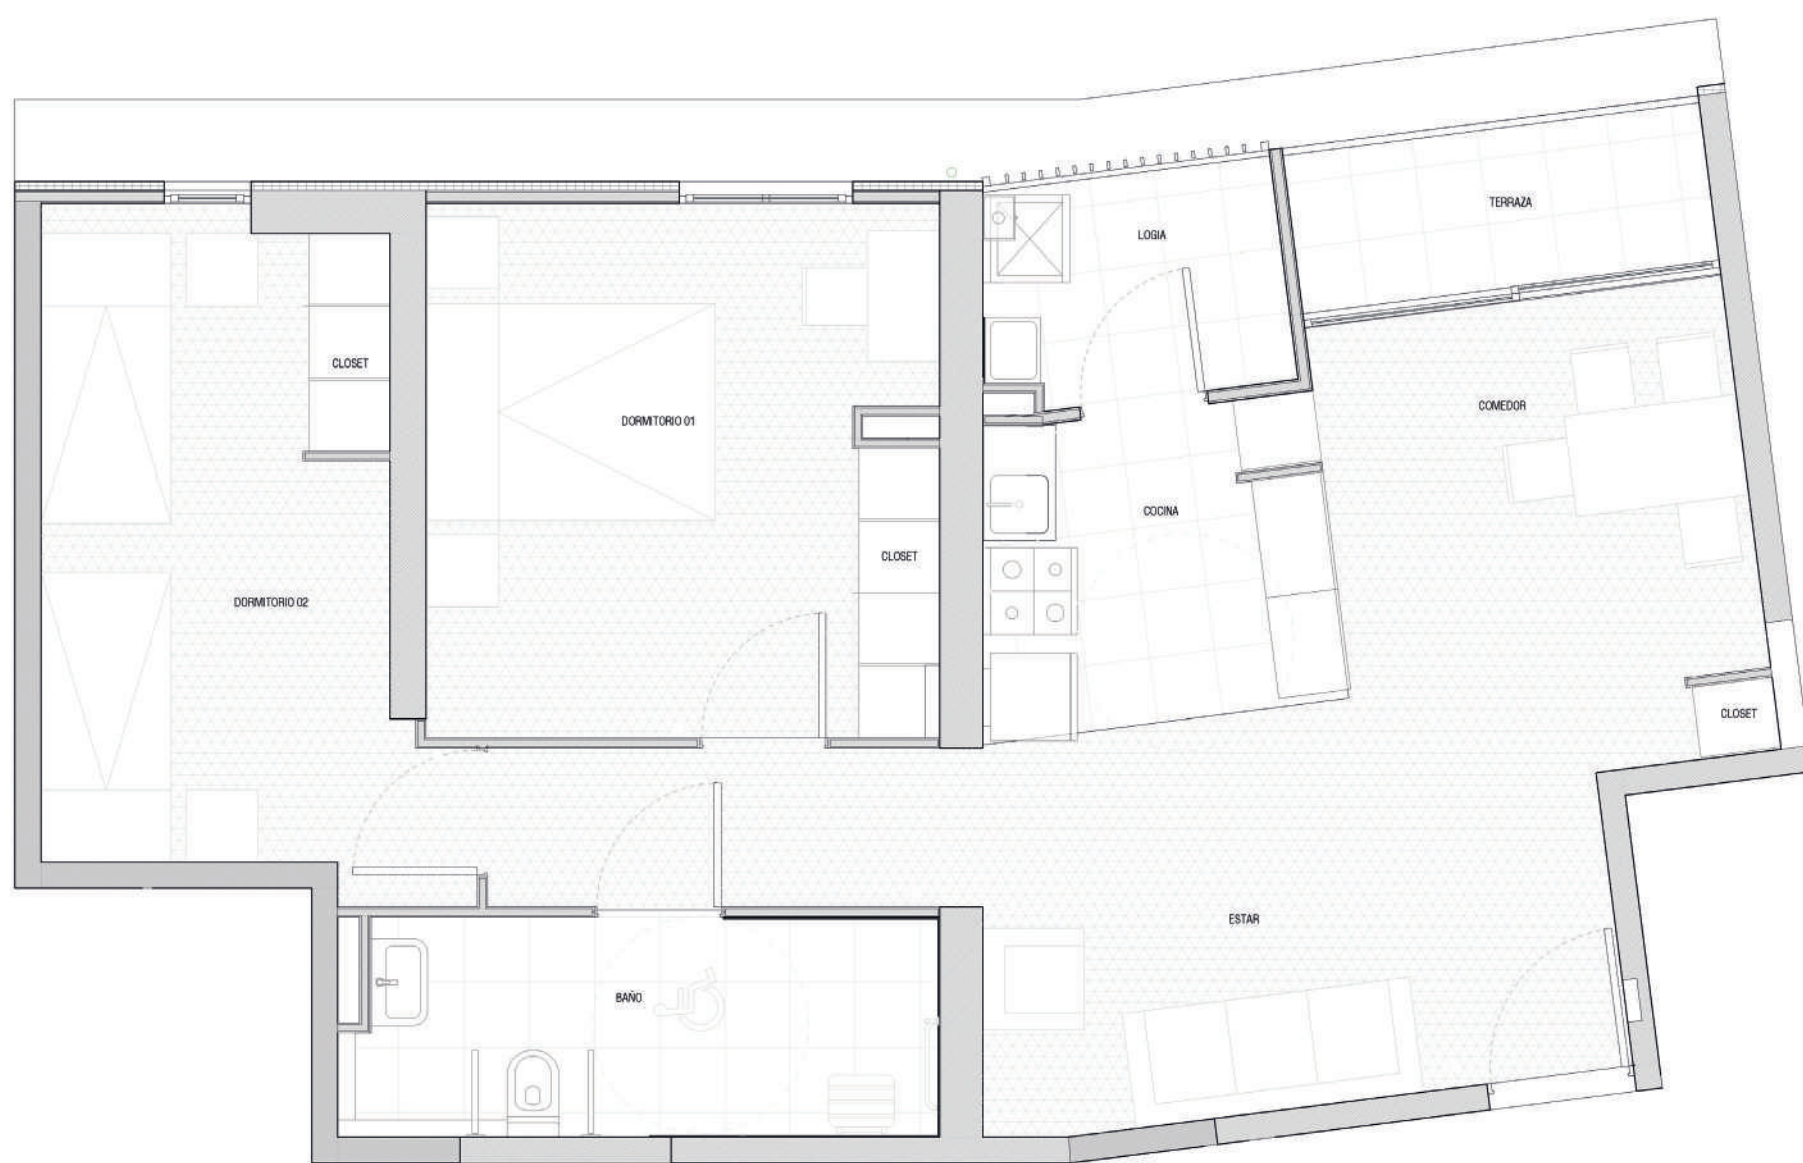 TERRAZA
LOGIA
CLOSET
DORMITORIO 01
COMEDOR
COCINA
CLOSET
DORMITORIO 02
CLOSET
ESTAR
BAÑO